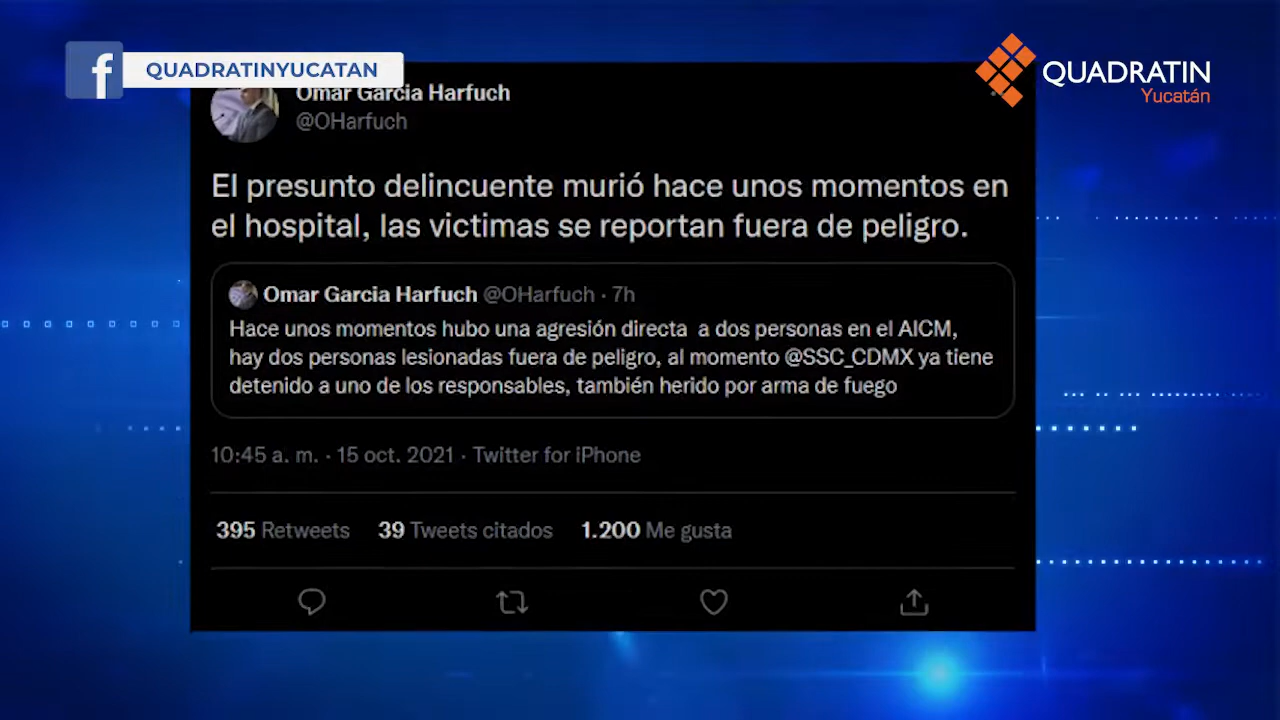 f QUADRATINYUCATAN
QUADRATIN
Yucatán
Omar Garcia Harfuch
@OHarfuch
El presunto delincuente murió hace unos momentos en
el hospital, las victimas se reportan fuera de peligro.
Omar Garcia Harfuch @OHarfuch · 7h
Hace unos momentos hubo una agresión directa a dos personas en el AICM,
hay dos personas lesionadas fuera de peligro, al momento @SSC_CDMX ya tiene
detenido a uno de los responsables, también herido por arma de fuego
10:45 a. m. · 15 oct. 2021 · Twitter for iPhone
395 Retweets 39 Tweets citados 1.200 Me gusta